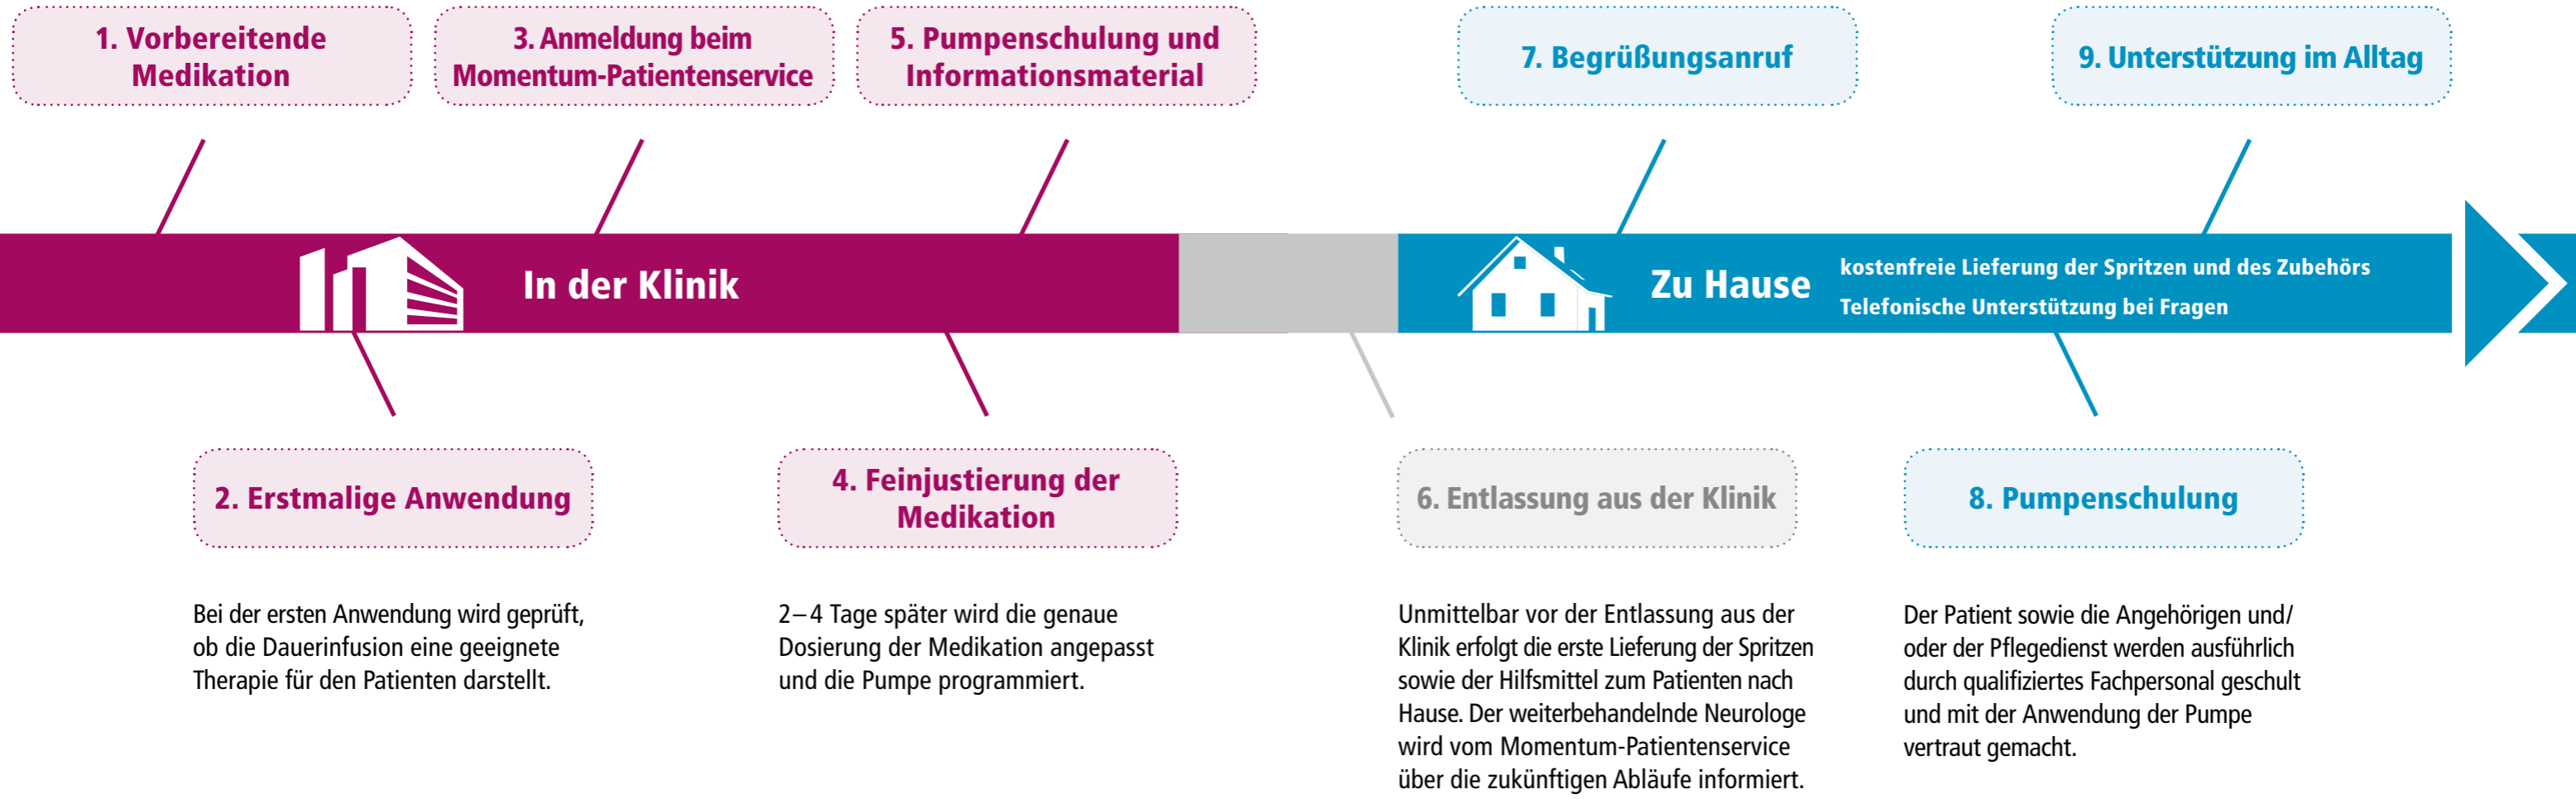 1. Vorbereitende
Medikation
3. Anmeldung beim
Momentum-Patientenservice
5. Pumpenschulung und
Informationsmaterial
7. Begrüßungsanruf
9. Unterstützung im Alltag
In der Klinik
Zu Hause
kostenfreie Lieferung der Spritzen und des Zubehörs
Telefonische Unterstützung bei Fragen
2. Erstmalige Anwendung
Bei der ersten Anwendung wird geprüft,
ob die Dauerinfusion eine geeignete
Therapie für den Patienten darstellt.
4. Feinjustierung der
Medikation
2–4 Tage später wird die genaue
Dosierung der Medikation angepasst
und die Pumpe programmiert.
6. Entlassung aus der Klinik
Unmittelbar vor der Entlassung aus der
Klinik erfolgt die erste Lieferung der Spritzen
sowie der Hilfsmittel zum Patienten nach
Hause. Der weiterbehandelnde Neurologe
wird vom Momentum-Patientenservice
über die zukünftigen Abläufe informiert.
8. Pumpenschulung
Der Patient sowie die Angehörigen und/
oder der Pflegedienst werden ausführlich
durch qualifiziertes Fachpersonal geschult
und mit der Anwendung der Pumpe
vertraut gemacht.